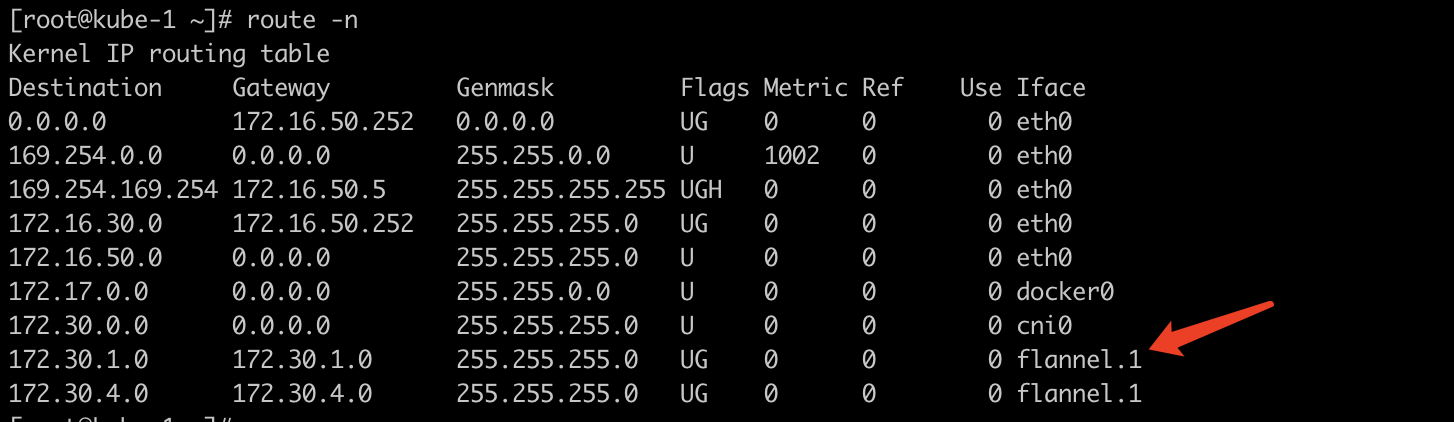 [root@kube-1 ~]# route -n
Kernel IP routing table
Destination     Gateway         Genmask         Flags Metric Ref    Use Iface
0.0.0.0         172.16.50.252   0.0.0.0         UG    0      0        0 eth0
169.254.0.0     0.0.0.0         255.255.0.0     U     1002   0        0 eth0
169.254.169.254 172.16.50.5     255.255.255.255 UGH   0      0        0 eth0
172.16.30.0     172.16.50.252   255.255.255.0   UG    0      0        0 eth0
172.16.50.0     0.0.0.0         255.255.255.0   U     0      0        0 eth0
172.17.0.0      0.0.0.0         255.255.0.0     U     0      0        0 docker0
172.30.0.0      0.0.0.0         255.255.255.0   U     0      0        0 cni0
172.30.1.0      172.30.1.0      255.255.255.0   UG    0      0        0 flannel.1
172.30.4.0      172.30.4.0      255.255.255.0   UG    0      0        0 flannel.1